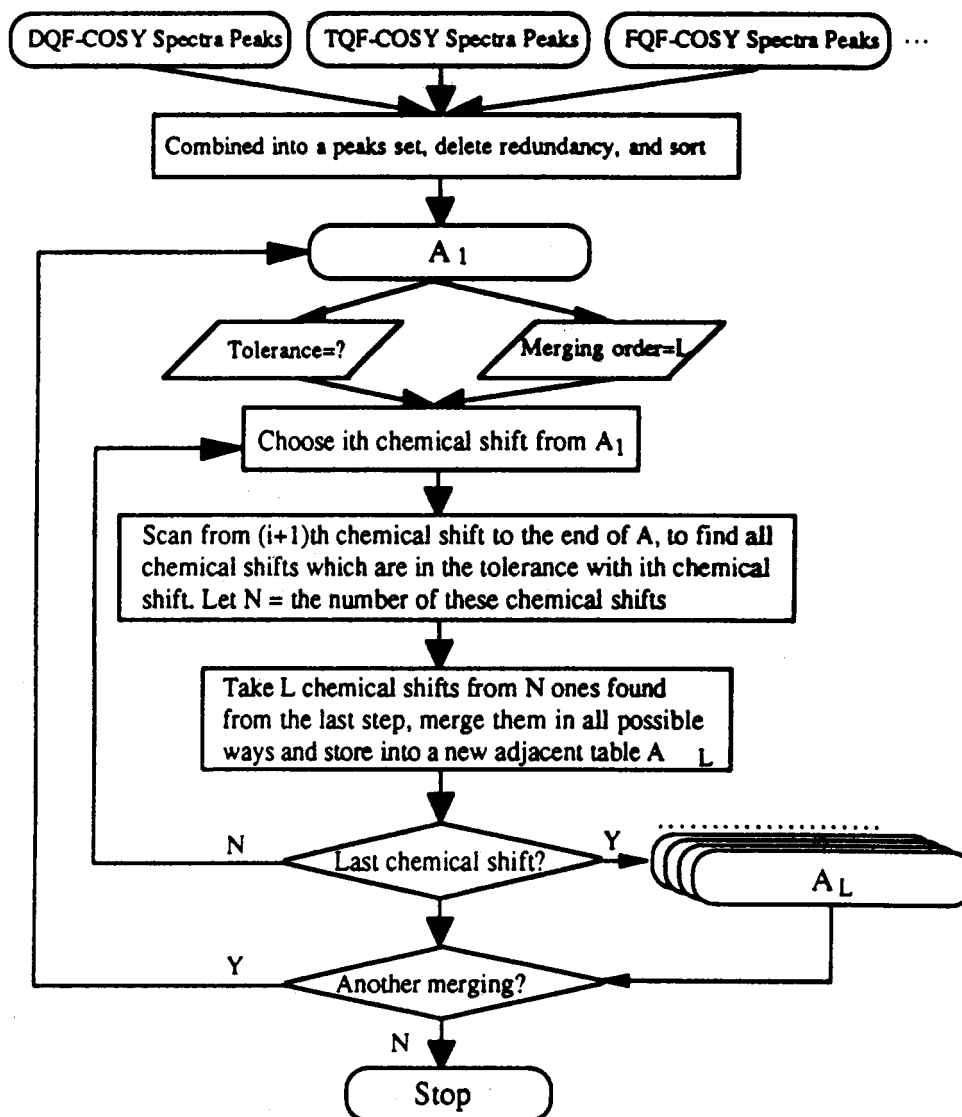 DQF-COSY Spectra Peaks
TQF-COSY Spectra Peaks
FQF-COSY Spectra Peaks ...
Combined into a peaks set, delete redundancy, and sort
A 1
Tolerance=?
Merging order=L
Choose ith chemical shift from A1
Scan from (i+1)th chemical shift to the end of A, to find all
chemical shifts which are in the tolerance with ith chemical
shift. Let N = the number of these chemical shifts
Take L chemical shifts from N ones found
from the last step, merge them in all possible
ways and store into a new adjacent table A L
N
Last chemical shift?
Y
A L
Y
Another merging?
N
Stop